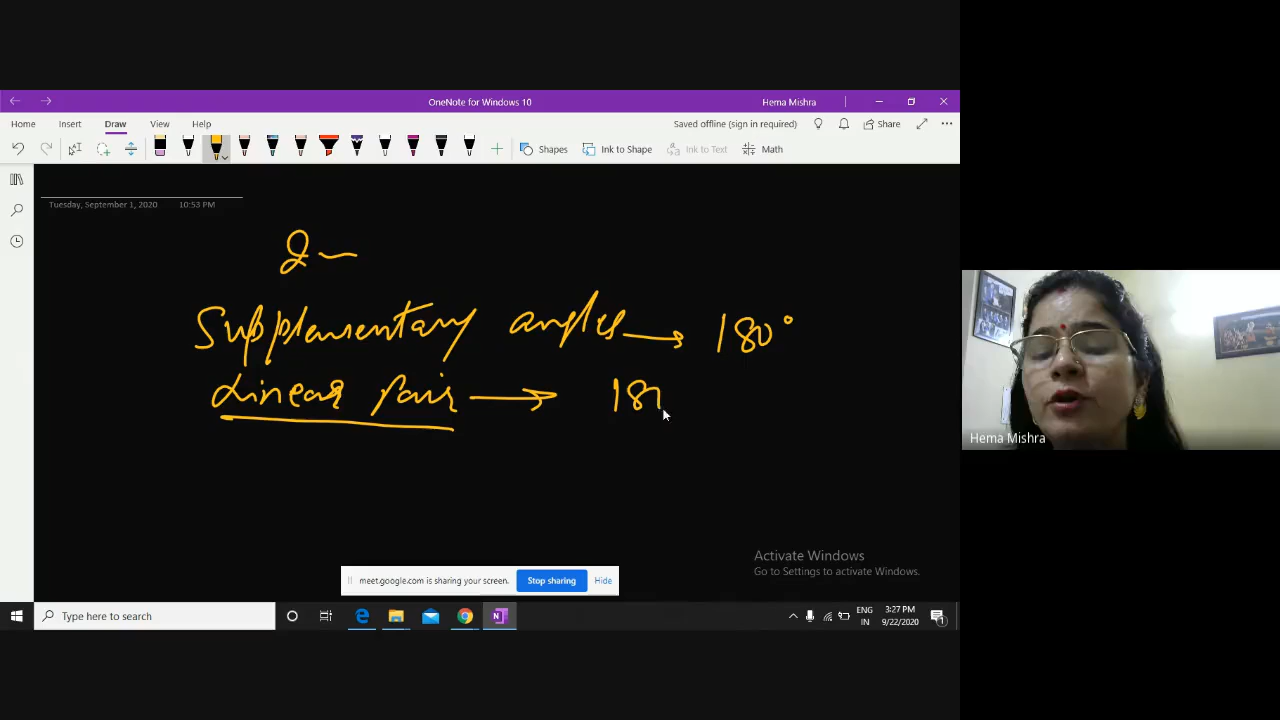 OneNote for Windows 10
Hema Mishra
Home Insert Draw View Help
Saved offline (sign in required)
Share
Shapes
Ink to Shape
Ink to Text
Math
Tuesday, September 1, 2020 10:53 PM
2 —
Supplementary angles → 180°
Linear pair → 18
Hema Mishra
Activate Windows
Go to Settings to activate Windows.
meet.google.com is sharing your screen.
Stop sharing
Hide
Type here to search
ENG
IN
3:27 PM
9/22/2020
1